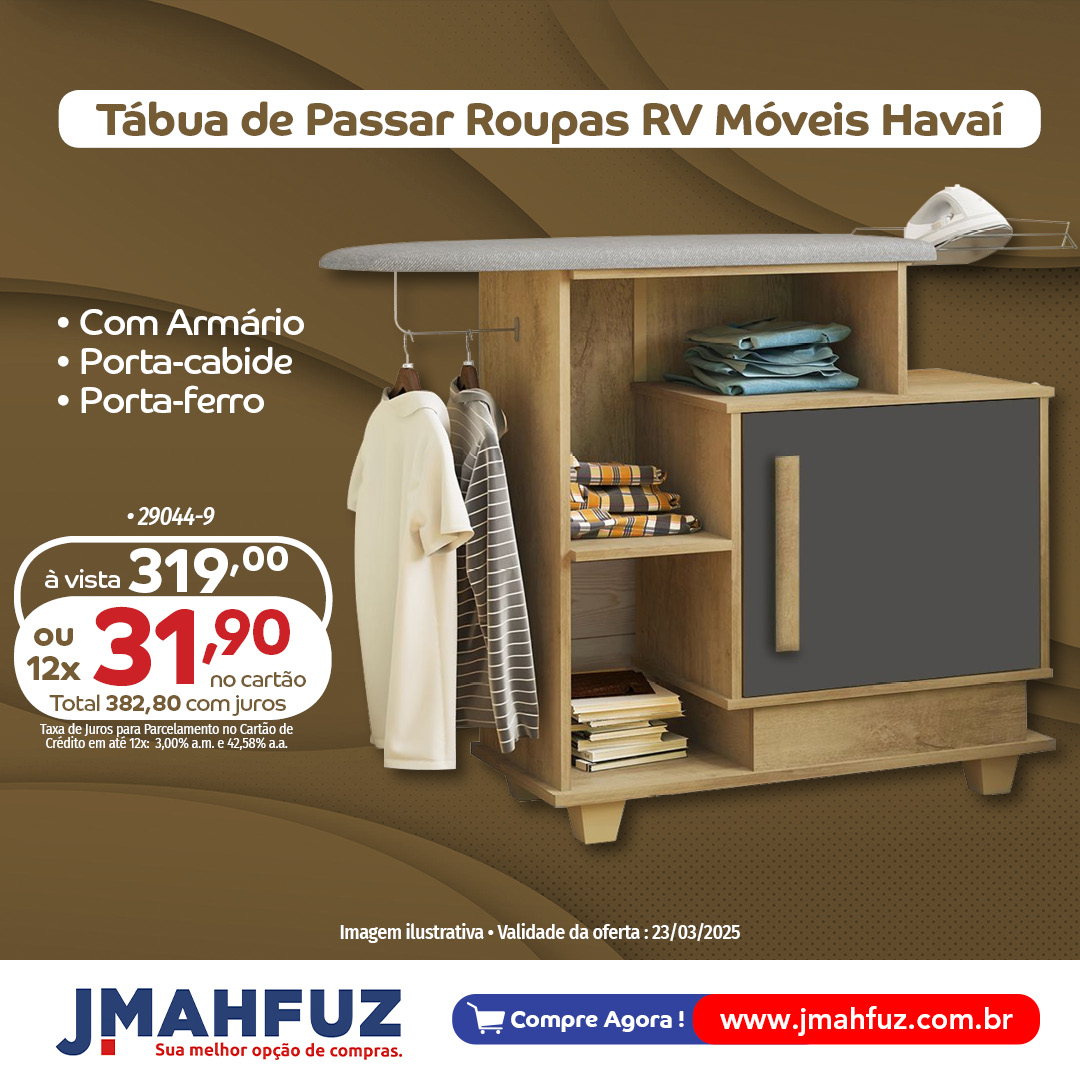 Tábua de Passar Roupas RV Móveis Havaí
• Com Armário
• Porta-cabide
• Porta-ferro
• 29044-9
à vista 319,00
ou 12x 31,90
no cartão
Total 382,80 com juros
Taxa de Juros para Parcelamento no Cartão de
Crédito em até 12x: 3,00% a.m. e 42,58% a.a.
Imagem ilustrativa • Validade da oferta : 23/03/2025
JMAHFUZ
Sua melhor opção de compras.
Compre Agora !
www.jmahfuz.com.br